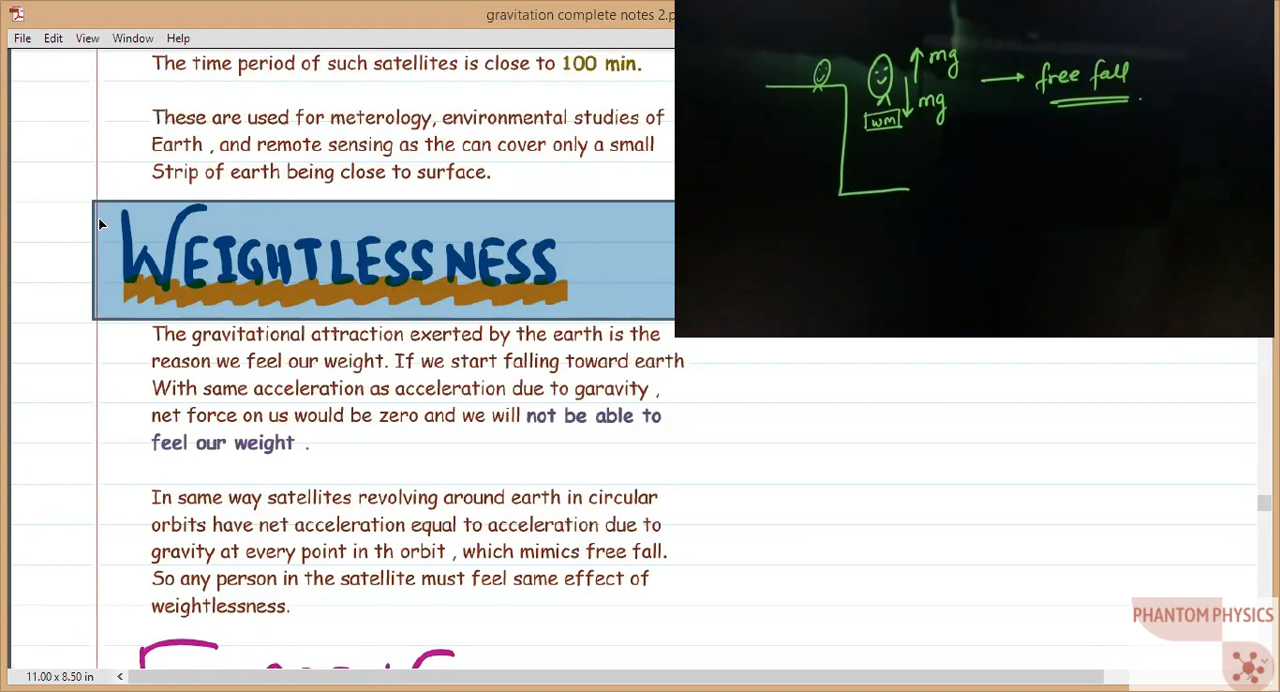 gravitation complete notes 2.p
File Edit View Window Help
The time period of such satellites is close to 100 min.
These are used for meterology, environmental studies of
Earth , and remote sensing as the can cover only a small
Strip of earth being close to surface.
WEIGHTLESSNESS
The gravitational attraction exerted by the earth is the
reason we feel our weight. If we start falling toward earth
With same acceleration as acceleration due to garavity ,
net force on us would be zero and we will not be able to
feel our weight .
In same way satellites revolving around earth in circular
orbits have net acceleration equal to acceleration due to
gravity at every point in th orbit , which mimics free fall.
So any person in the satellite must feel same effect of
weightlessness.
mg
mg
wm
→ free fall
PHANTOM PHYSICS
11.00 x 8.50 in